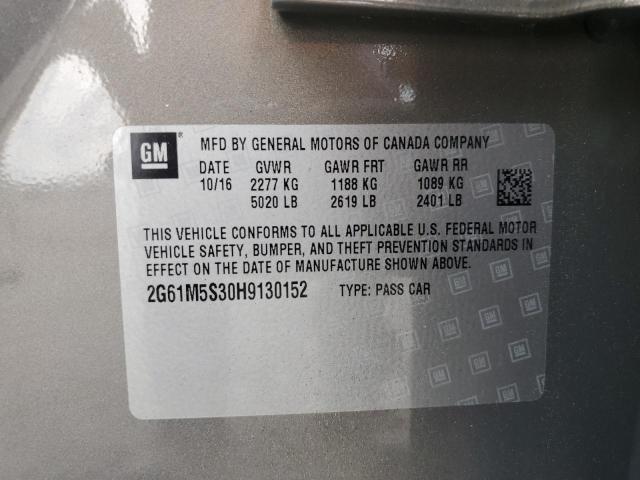 GM ® MFD BY GENERAL MOTORS OF CANADA COMPANY
DATE GVWR GAWR FRT GAWR RR
10/16 2277 KG 1188 KG 1089 KG
5020 LB 2619 LB 2401 LB
THIS VEHICLE CONFORMS TO ALL APPLICABLE U.S. FEDERAL MOTOR
VEHICLE SAFETY, BUMPER, AND THEFT PREVENTION STANDARDS IN
EFFECT ON THE DATE OF MANUFACTURE SHOWN ABOVE.
2G61M5S30H9130152 TYPE: PASS CAR